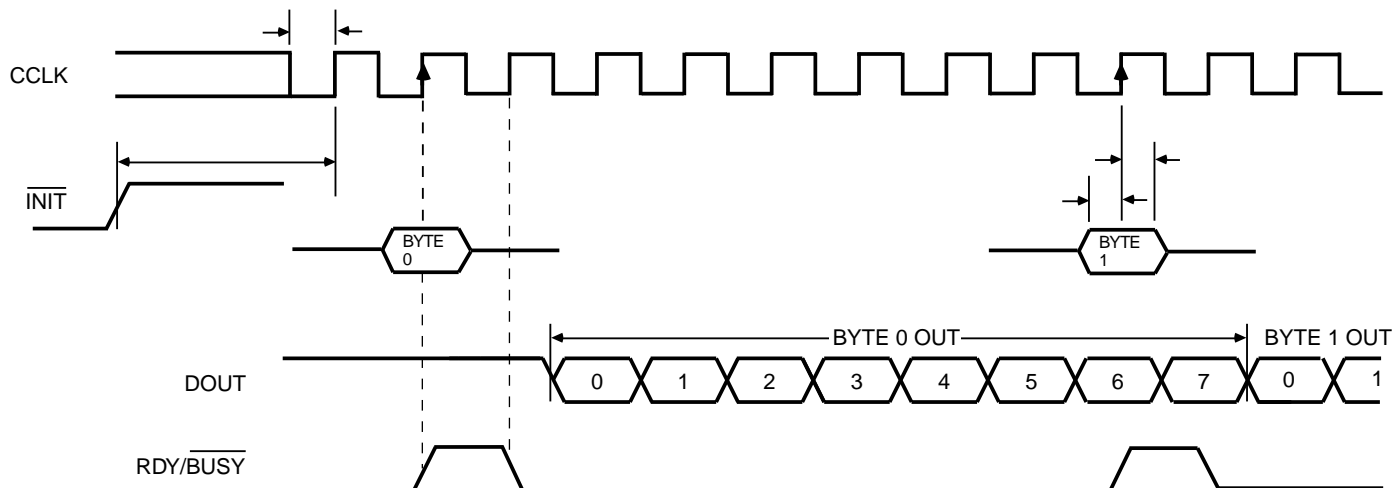 CCLK
INIT
BYTE
0
BYTE
1
BYTE 0 OUT
BYTE 1 OUT
DOUT
0 1 2 3 4 5 6 7 0 1
RDY/BUSY